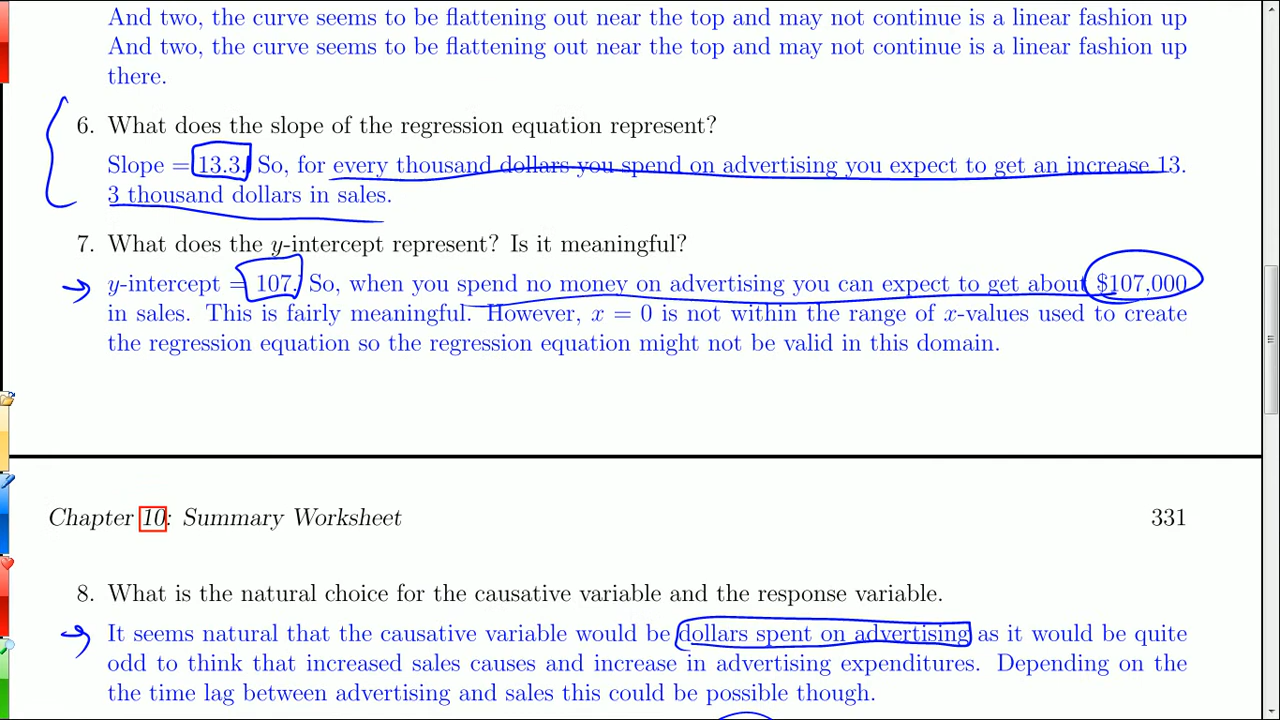 And two, the curve seems to be flattening out near the top and may not continue is a linear fashion up
And two, the curve seems to be flattening out near the top and may not continue is a linear fashion up
there.
6. What does the slope of the regression equation represent?
Slope = 13.3. So, for every thousand dollars you spend on advertising you expect to get an increase 13.
3 thousand dollars in sales.
7. What does the y-intercept represent? Is it meaningful?
y-intercept = 107. So, when you spend no money on advertising you can expect to get about $107,000
in sales. This is fairly meaningful. However, x = 0 is not within the range of x-values used to create
the regression equation so the regression equation might not be valid in this domain.
Chapter 10: Summary Worksheet 331
8. What is the natural choice for the causative variable and the response variable.
It seems natural that the causative variable would be dollars spent on advertising as it would be quite
odd to think that increased sales causes and increase in advertising expenditures. Depending on the
the time lag between advertising and sales this could be possible though.